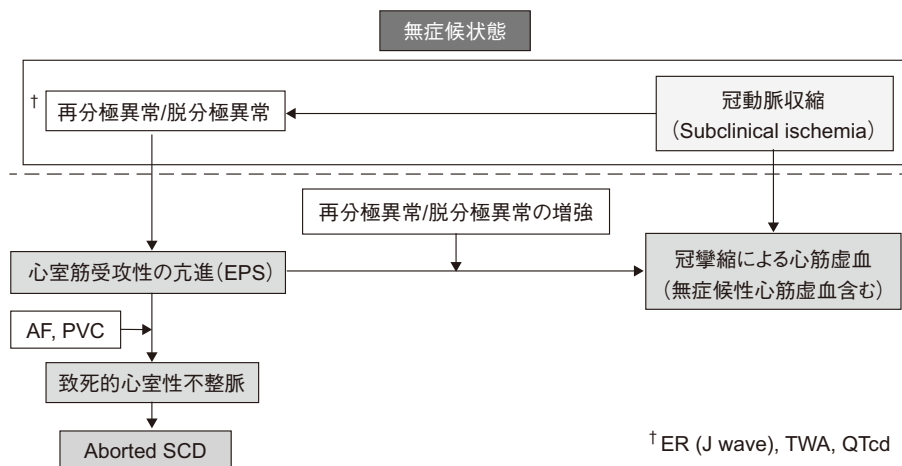 無症候状態
†
再分極異常/脱分極異常
冠動脈収縮
（Subclinical ischemia）
再分極異常/脱分極異常の増強
心室筋受攻性の亢進（EPS）
冠攣縮による心筋虚血
（無症候性心筋虚血含む）
AF, PVC
致死的心室性不整脈
Aborted SCD
† ER (J wave), TWA, QTcd